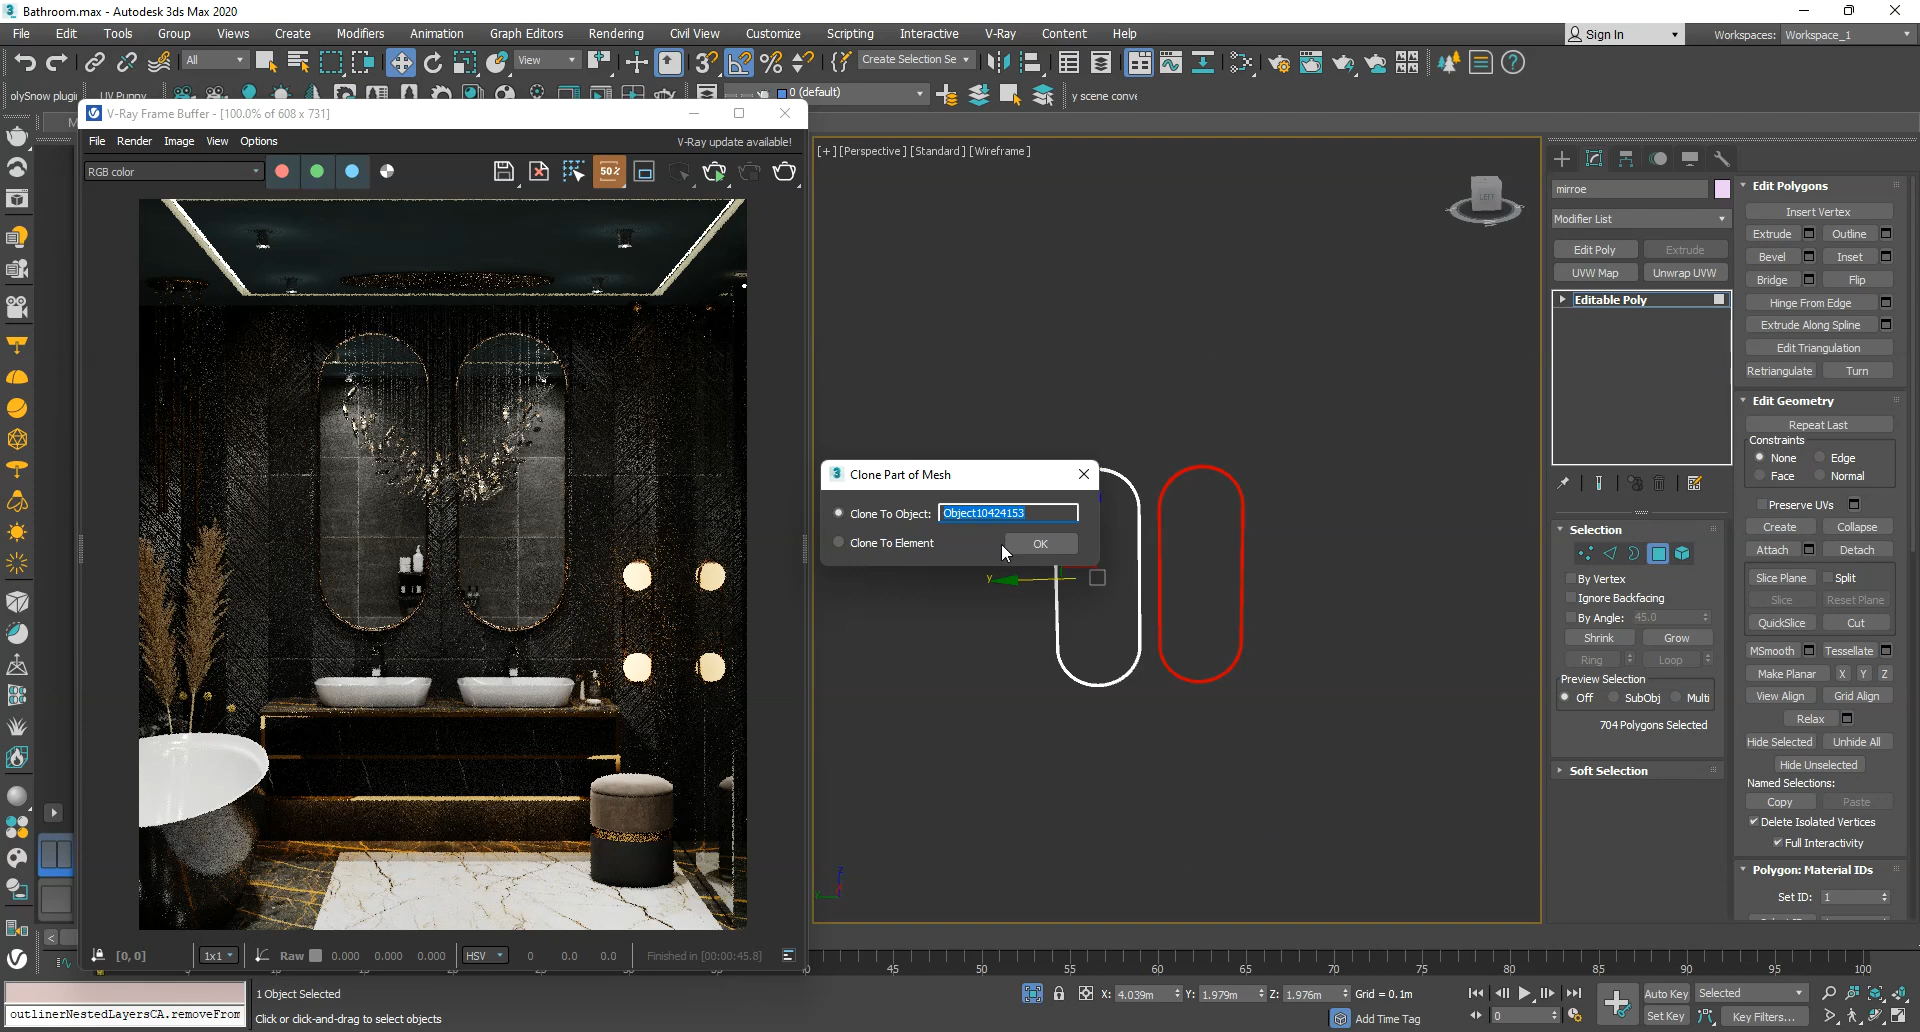 Bathroom.max - Autodesk 3ds Max 2020
File Edit Tools Group Views Create Modifiers Animation Graph Editors Rendering Civil View Customize Scripting Interactive V-Ray Content Help
Sign In
Workspaces: Workspace_1
All
View
Create Selection Se
olySnow plugi
UV Puppy
0 (default)
y scene conve
V-Ray Frame Buffer - [100.0% of 608 x 731]
File Render Image View Options
V-Ray update available!
RGB color
50%
[+] [Perspective] [Standard] [Wireframe]
LEFT
Clone Part of Mesh
Clone To Object: Object10424153
Clone To Element
OK
y
[0, 0]
1x1
Raw 0.000 0.000 0.000
HSV 0 0.0 0.0
Finished in [00:00:45.8]
mirroe
Modifier List
Edit Poly Extrude
UVW Map Unwrap UVW
Editable Poly
Selection
By Vertex
Ignore Backfacing
By Angle: 45.0
Shrink Grow
Ring Loop
Preview Selection
Off SubObj Multi
704 Polygons Selected
Soft Selection
Edit Polygons
Insert Vertex
Extrude Outline
Bevel Inset
Bridge Flip
Hinge From Edge
Extrude Along Spline
Edit Triangulation
Retriangulate Turn
Edit Geometry
Repeat Last
Constraints
None Edge
Face Normal
Preserve UVs
Create Collapse
Attach Detach
Slice Plane Split
Slice Reset Plane
QuickSlice Cut
MSmooth Tessellate
Make Planar X Y Z
View Align Grid Align
Relax
Hide Selected Unhide All
Hide Unselected
Named Selections:
Copy Paste
Delete Isolated Vertices
Full Interactivity
Polygon: Material IDs
Set ID: 1
45 50 55 60 65 70 75 80 85 90 95 100
1 Object Selected
Click or click-and-drag to select objects
outlinerNestedLayersCA.removeFrom
X: 4.039m Y: 1.979m Z: 1.976m Grid = 0.1m
Add Time Tag
0
Auto Key Selected
Set Key Key Filters...